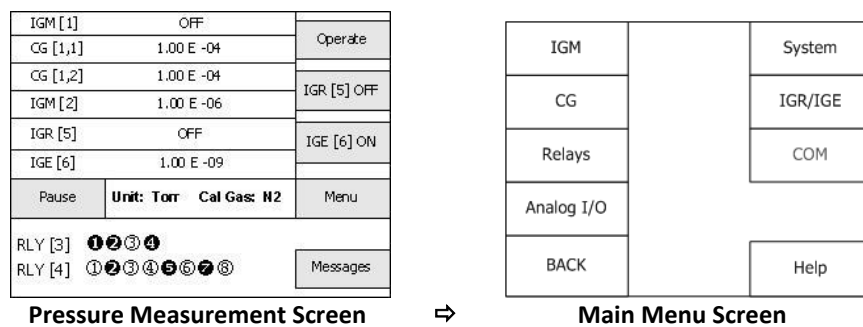 IGM [1] OFF
Operate
CG [1,1] 1.00 E -04
CG [1,2] 1.00 E -04
IGR [5] OFF
IGM [2] 1.00 E -06
IGR [5] OFF
IGE [6] ON
IGE [6] 1.00 E -09
Pause Unit: Torr Cal Gas: N2 Menu
RLY [3] ❶❷③❹
RLY [4] ①❷③④❺⑥❼⑧
Messages
Pressure Measurement Screen
⇨
IGM System
CG IGR/IGE
Relays COM
Analog I/O
BACK Help
Main Menu Screen